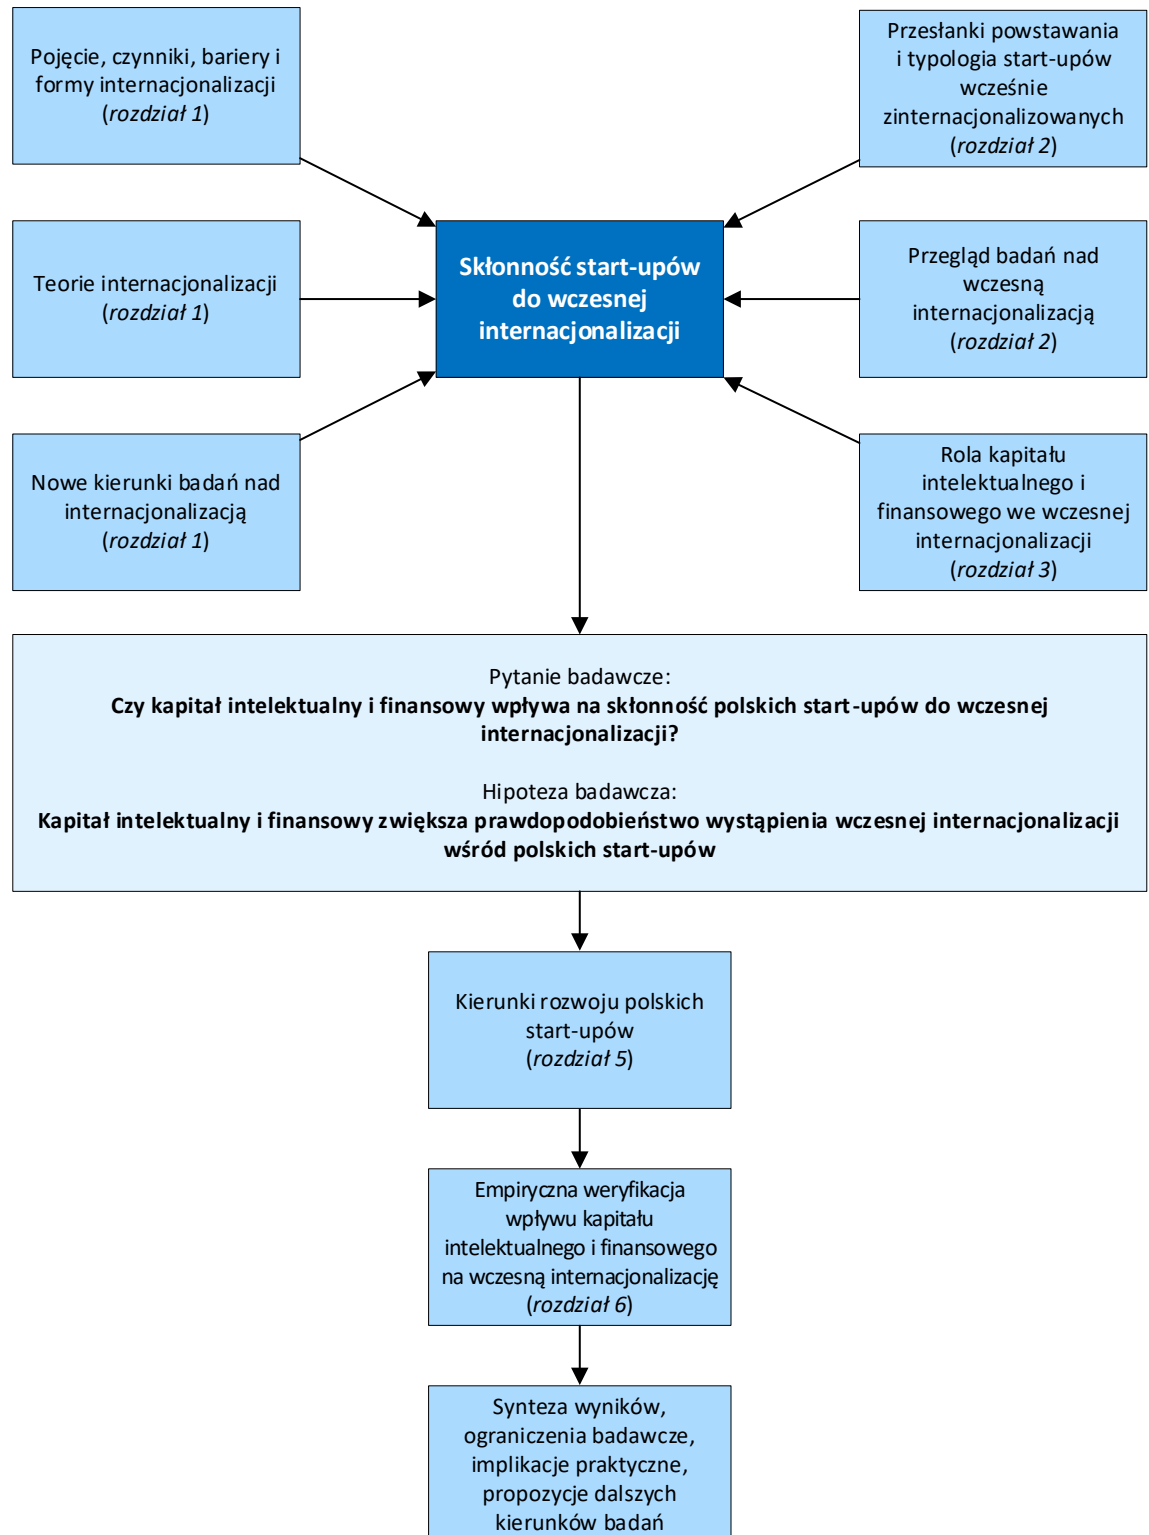 Pojęcie, czynniki, bariery i
formy internacjonalizacji
(rozdział 1)
Przesłanki powstawania
i typologia start-upów
wcześnie
zinternacjonalizowanych
(rozdział 2)
Teorie internacjonalizacji
(rozdział 1)
Skłonność start-upów
do wczesnej
internacjonalizacji
Przegląd badań nad
wczesną
internacjonalizacją
(rozdział 2)
Nowe kierunki badań nad
internacjonalizacją
(rozdział 1)
Rola kapitału
intelektualnego i
finansowego we wczesnej
internacjonalizacji
(rozdział 3)
Pytanie badawcze:
Czy kapitał intelektualny i finansowy wpływa na skłonność polskich start-upów do wczesnej
internacjonalizacji?
Hipoteza badawcza:
Kapitał intelektualny i finansowy zwiększa prawdopodobieństwo wystąpienia wczesnej internacjonalizacji
wśród polskich start-upów
Kierunki rozwoju polskich
start-upów
(rozdział 5)
Empiryczna weryfikacja
wpływu kapitału
intelektualnego i finansowego
na wczesną internacjonalizację
(rozdział 6)
Synteza wyników,
ograniczenia badawcze,
implikacje praktyczne,
propozycje dalszych
kierunków badań